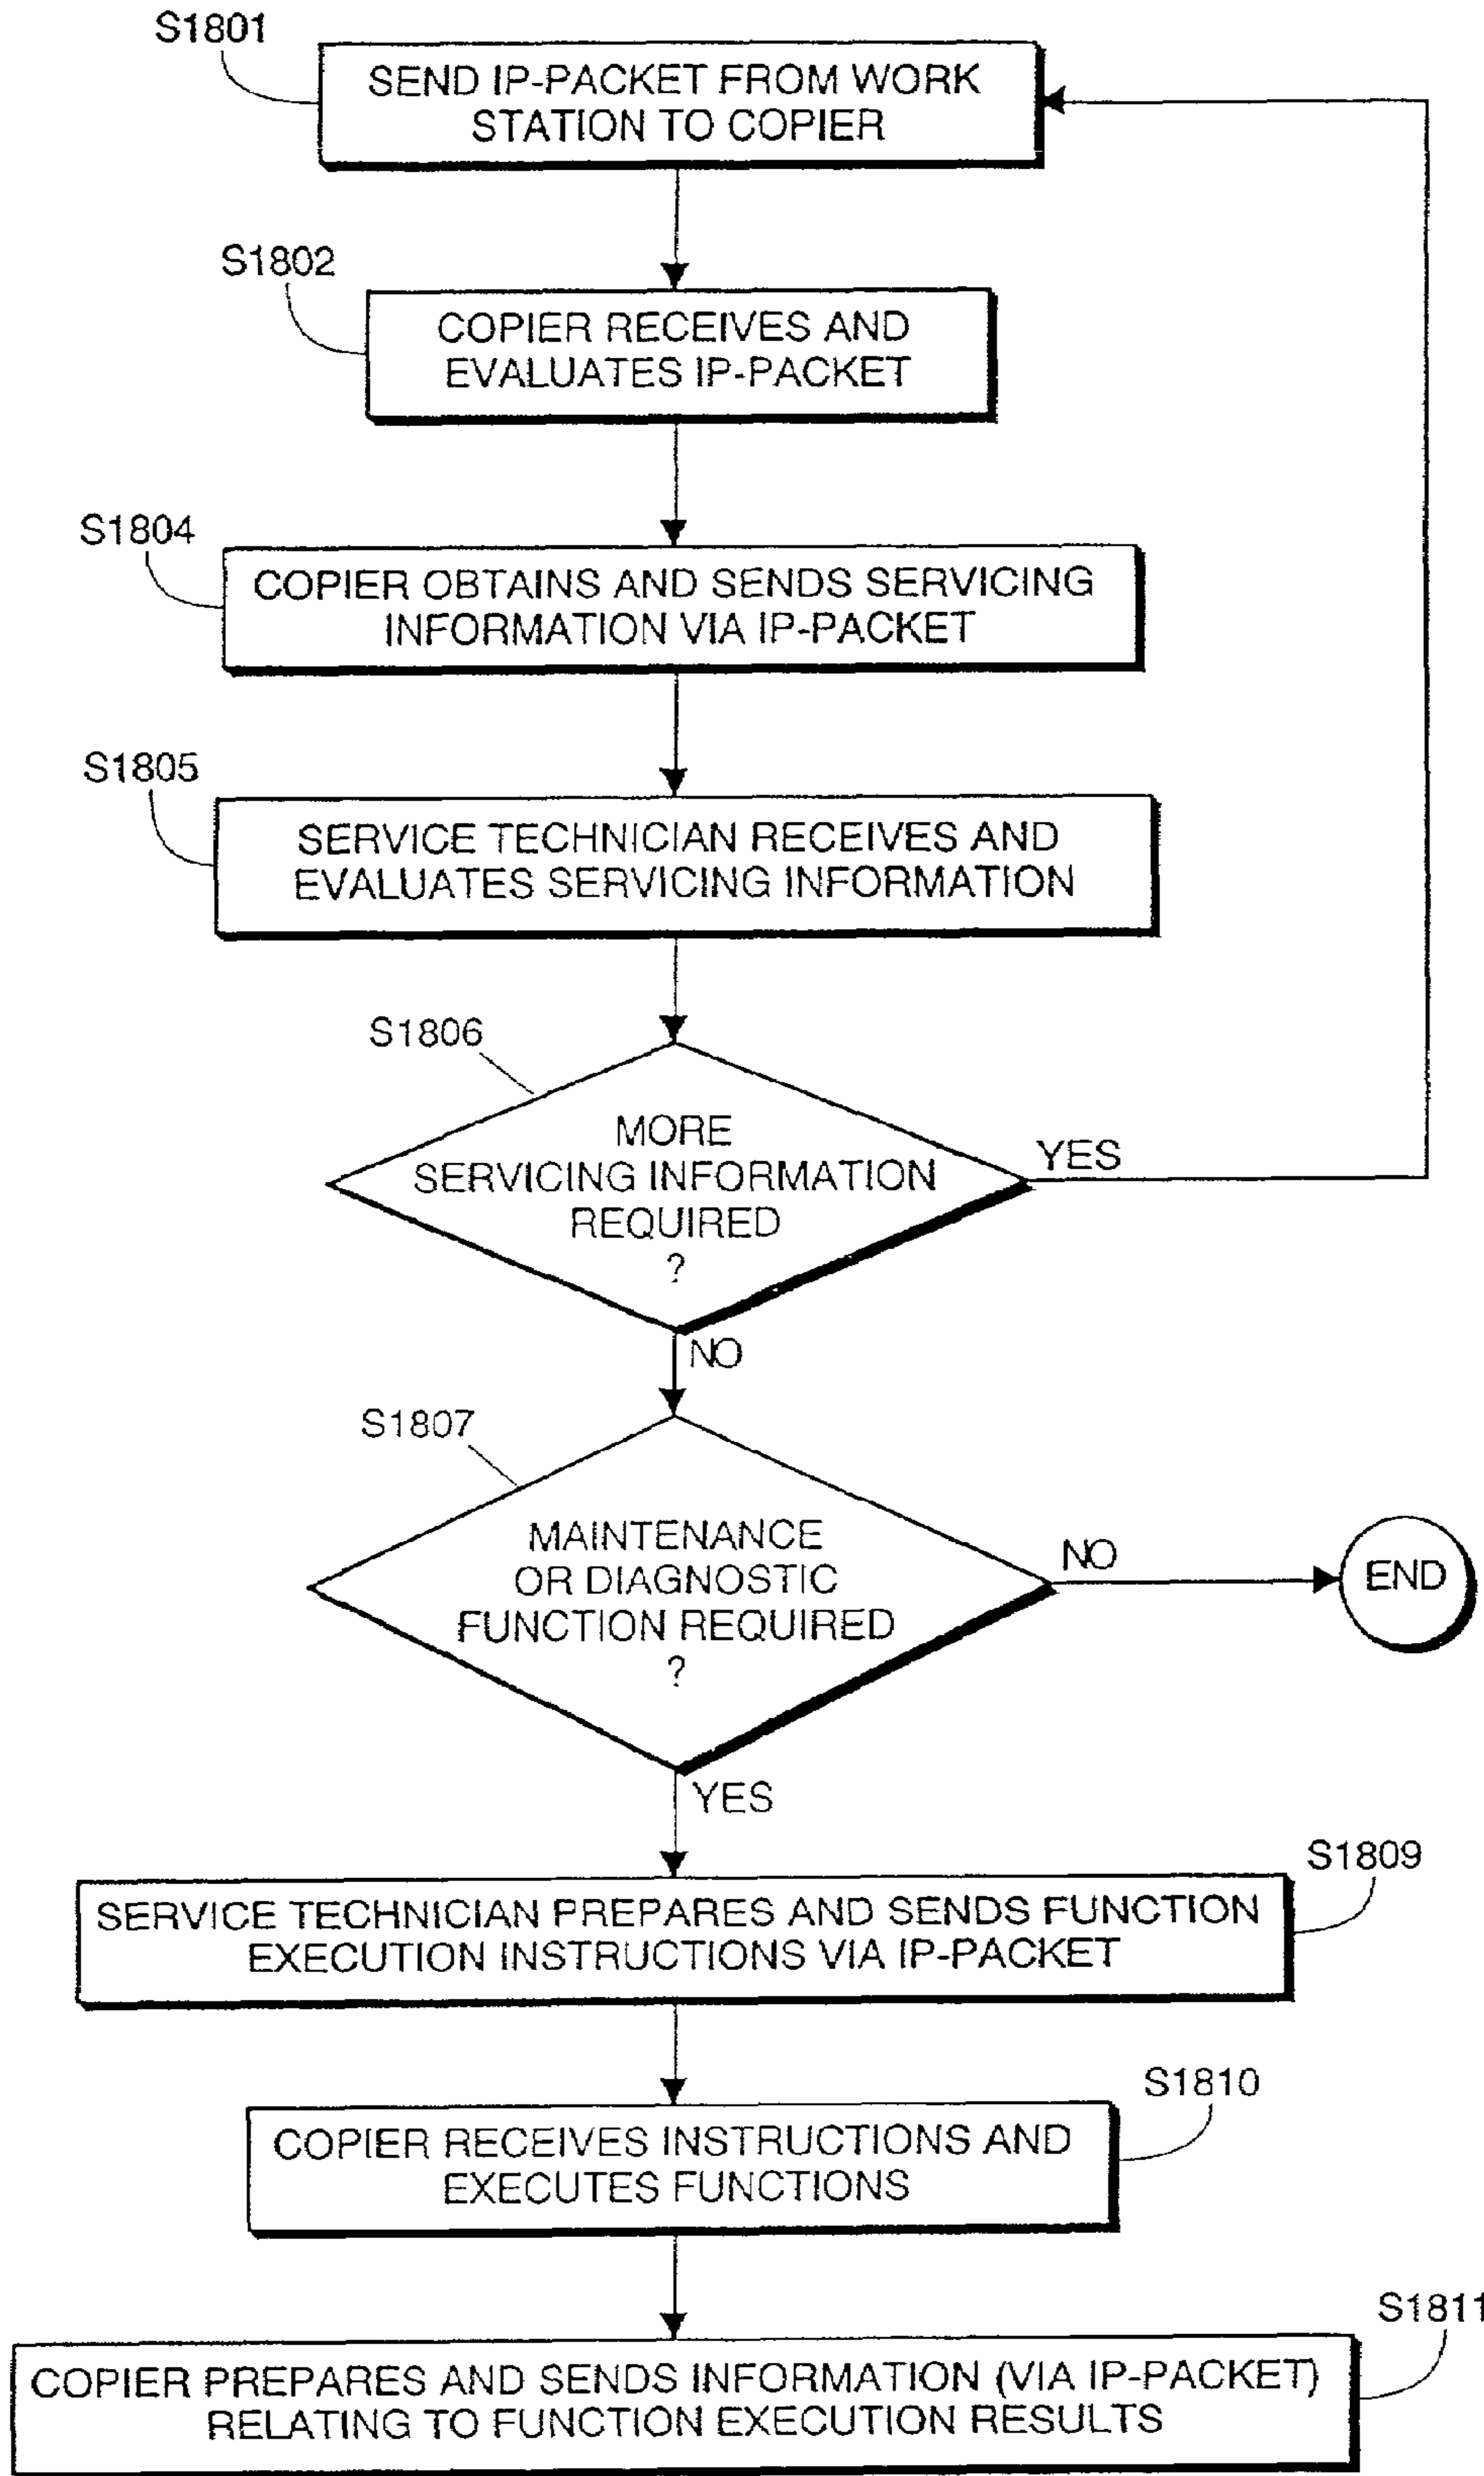 S1801
SEND IP-PACKET FROM WORK
STATION TO COPIER
S1802
COPIER RECEIVES AND
EVALUATES IP-PACKET
S1804
COPIER OBTAINS AND SENDS SERVICING
INFORMATION VIA IP-PACKET
S1805
SERVICE TECHNICIAN RECEIVES AND
EVALUATES SERVICING INFORMATION
S1806
MORE
SERVICING INFORMATION
REQUIRED
?
YES
NO
S1807
MAINTENANCE
OR DIAGNOSTIC
FUNCTION REQUIRED
?
NO
END
YES
S1809
SERVICE TECHNICIAN PREPARES AND SENDS FUNCTION
EXECUTION INSTRUCTIONS VIA IP-PACKET
S1810
COPIER RECEIVES INSTRUCTIONS AND
EXECUTES FUNCTIONS
S1811
COPIER PREPARES AND SENDS INFORMATION (VIA IP-PACKET)
RELATING TO FUNCTION EXECUTION RESULTS